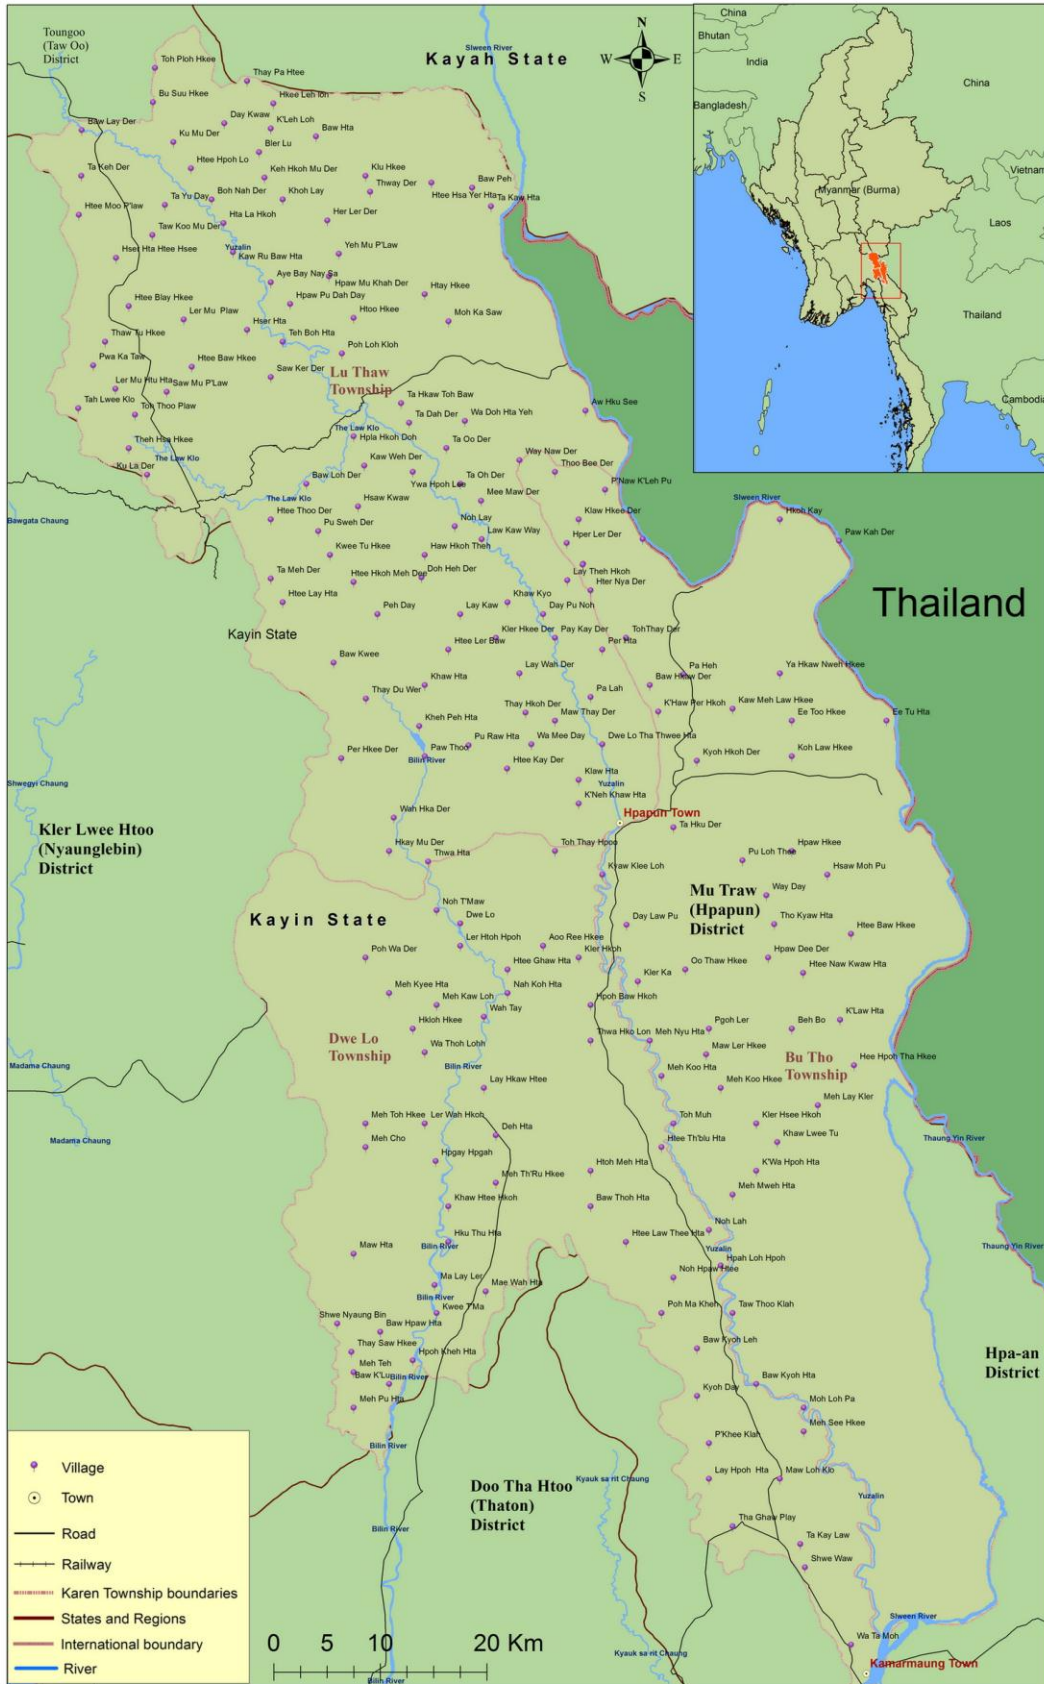 Toungoo
(Taw Oo)
District
Kayah State
Slween River
N
W
E
S
China
Bhutan
India
China
Bangladesh
Vietnam
Myanmar (Burma)
Laos
Thailand
Cambodia
Toh Ploh Hkee
Thay Pa Htee
Bu Suu Hkee
Hkee Leh loh
Day Kwaw
K'Leh Loh
Baw Lay Der
Baw Hta
Ku Mu Der
Bler Lu
Htee Hpoh Lo
Keh Hkoh Mu Der
Klu Hkee
Ta Keh Der
Thway Der
Baw Peh
Boh Nah Der
Khoh Lay
Htee Hsa Yer Hta
Ta Yu Day
Ta Kaw Hta
Htee Moo P'law
Hta La Hkoh
Her Ler Der
Taw Koo Mu Der
Yuzalin
Hset Hta Htee Hsee
Kaw Ru Baw Hta
Yeh Mu P'Law
Aye Bay Nay Sa
Hpaw Mu Khah Der
Htay Hkee
Htee Blay Hkee
Hpaw Pu Dah Day
Ler Mu Plaw
Htoo Hkee
Moh Ka Saw
Thaw Tu Hkee
Hser Hta
Teh Boh Hta
Pwa Ka Taw
Htee Baw Hkee
Poh Loh Kloh
Saw Ker Der
Lu Thaw
Township
Ler Mu Htu Hta
Saw Mu P'Law
Tah Lwee Klo
Toh Thoo Plaw
Ta Hkaw Toh Baw
Aw Hku See
Ta Dah Der
Wa Doh Hta Yeh
The Law Klo
Theh Hsa Hkee
Hpla Hkoh Doh
Ta Oo Der
The Law Klo
Kaw Weh Der
Way Naw Der
Ku La Der
Thoo Bee Der
Baw Loh Der
Ywa Hpoh Lee
Ta Oh Der
P'Naw K'Leh Pu
The Law Klo
Mee Maw Der
Slween River
Bawgata Chaung
Htee Thoo Der
Hsaw Kwaw
Klaw Hkee Der
Hkoh Kay
Pu Sweh Der
Noh Lay
Law Kaw Way
Paw Kah Der
Kwee Tu Hkee
Haw Hkoh Theh
Hper Ler Der
Ta Meh Der
Htee Hkoh Meh Der
Doh Heh Der
Lay Theh Hkoh
Hter Nya Der
Thailand
Htee Lay Hta
Khaw Kyo
Peh Day
Lay Kaw
Day Pu Noh
Kayin State
Kler Hkee Der
Pay Kay Der
TohThay Der
Htee Ler Baw
Per Hta
Baw Kwee
Lay Wah Der
Pa Heh
Ya Hkaw Nweh Hkee
Khaw Hta
Baw Hkaw Der
Thay Du Wer
Pa Lah
Thay Hkoh Der
K'Haw Per Hkoh
Kaw Meh Law Hkee
Kheh Peh Hta
Maw Thay Der
Ee Too Hkee
Ee Tu Hta
Pu Raw Hta
Wa Mee Day
Dwe Lo Tha Thwee Hta
Per Hkee Der
Paw Thoo
Kyoh Hkoh Der
Koh Law Hkee
Bilin River
Htee Kay Der
Klaw Hta
Yuzalin
Shwegyi Chaung
K'Neh Khaw Hta
Wah Hka Der
Hpapun Town
Kler Lwee Htoo
(Nyaunglebin)
District
Ta Hku Der
Hkay Mu Der
Toh Thay Hpoo
Hpaw Hkee
Thwa Hta
Pu Loh Thee
Kyaw Klee Loh
Hsaw Moh Pu
Mu Traw
(Hpapun)
District
Way Day
Noh T'Maw
Kayin State
Dwe Lo
Day Law Pu
Tho Kyaw Hta
Htee Baw Hkee
Ler Htoh Hpoh
Aoo Ree Hkee
Poh Wa Der
Kler Hkoh
Hpaw Dee Der
Htee Ghaw Hta
Oo Thaw Hkee
Htee Naw Kwaw Hta
Kler Ka
Meh Kyee Hta
Nah Koh Hta
Meh Kaw Loh
Hpoh Baw Hkoh
Wah Tay
K'Law Hta
Hkloh Hkee
Thwa Hko Lon
Meh Nyu Hta
Pgoh Ler
Beh Bo
Dwe Lo
Township
Wa Thoh Lohh
Maw Ler Hkee
Bu Tho
Township
Hee Hpoh Tha Hkee
Bilin River
Madama Chaung
Meh Koo Hta
Meh Koo Hkee
Lay Hkaw Htee
Meh Lay Kler
Meh Toh Hkee
Ler Wah Hkoh
Toh Muh
Kler Hsee Hkoh
Deh Hta
Madama Chaung
Meh Cho
Htee Th'blu Hta
Khaw Lwee Tu
Thaung Yin River
Hpgay Hpgah
Htoh Meh Hta
K'Wa Hpoh Hta
Meh Th'Ru Hkee
Meh Mweh Hta
Khaw Htee Hkoh
Baw Thoh Hta
Noh Lah
Hku Thu Hta
Htee Law Thee Hta
Thaung Yin River
Maw Hta
Bilin River
Yuzalin
Hpah Loh Hpoh
Noh Hpaw Htee
Ma Lay Ler
Mae Wah Hta
Bilin River
Kwee T'Ma
Poh Ma Kheh
Taw Thoo Klah
Shwe Nyaung Bin
Baw Hpaw Hta
Thay Saw Hkee
Hpoh Kheh Hta
Baw Kyoh Leh
Hpa-an
District
Meh Teh
Baw K'Lu
Bilin River
Kyoh Day
Baw Kyoh Hta
Meh Pu Hta
Moh Loh Pa
Meh See Hkee
Bilin River
P'Khee Klah
Doo Tha Htoo
(Thaton)
District
Kyauk sa rit Chaung
Lay Hpoh Hta
Maw Loh Klo
Yuzalin
Bilin River
Tha Ghaw Play
Ta Kay Law
Shwe Waw
Slween River
Wa Ta Moh
Kyauk sa rit Chaung
Kamarmaung Town
Bilin River
Village
Town
Road
Railway
Karen Township boundaries
States and Regions
International boundary
River
0 5 10 20 Km